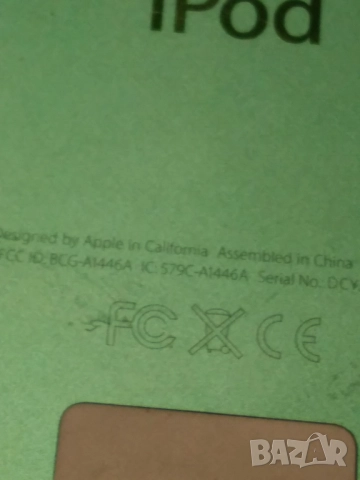 iPod
Designed by Apple in California Assembled in China
FCC ID: BCG-A1446A IC: 579C-A1446A Serial No.: DCY
FC CE
BAZAR